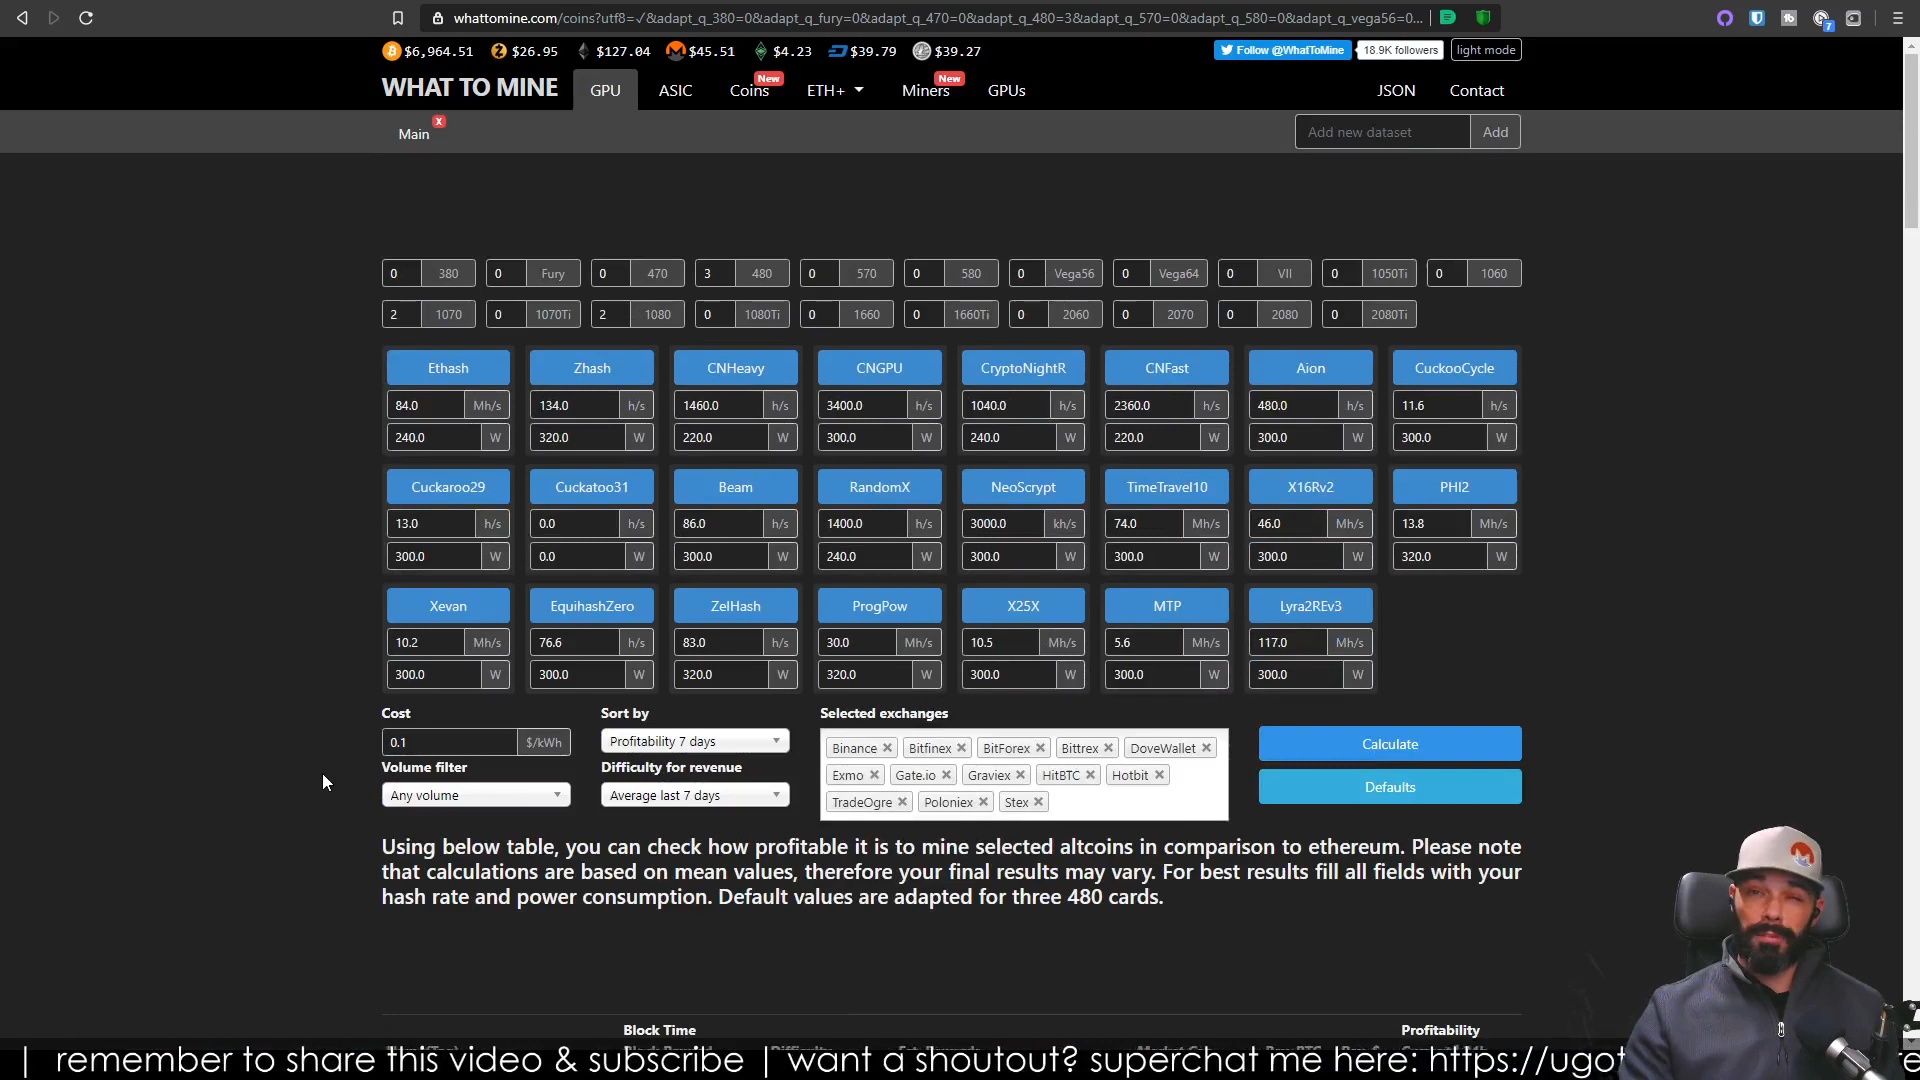 whattomine.com/coins?utf8=✓&adapt_q_380=0&adapt_q_fury=0&adapt_q_470=0&adapt_q_480=3&adapt_q_570=0&adapt_q_580=0&adapt_q_vega56=0...
$6,964.51 $26.95 $127.04 $45.51 $4.23 $39.79 $39.27 Follow @WhatToMine 18.9K followers light mode
WHAT TO MINE GPU ASIC Coins New ETH+ Miners New GPUs JSON Contact
Main x Add new dataset Add
0 380 0 Fury 0 470 3 480 0 570 0 580 0 Vega56 0 Vega64 0 VII 0 1050Ti 0 1060
2 1070 0 1070Ti 2 1080 0 1080Ti 0 1660 0 1660Ti 0 2060 0 2070 0 2080 0 2080Ti
Ethash Zhash CNHeavy CNGPU CryptoNightR CNFast Aion CuckooCycle
84.0 Mh/s 134.0 h/s 1460.0 h/s 3400.0 h/s 1040.0 h/s 2360.0 h/s 480.0 h/s 11.6 h/s
240.0 W 320.0 W 220.0 W 300.0 W 240.0 W 220.0 W 300.0 W 300.0 W
Cuckaroo29 Cuckatoo31 Beam RandomX NeoScrypt TimeTravel10 X16Rv2 PHI2
13.0 h/s 0.0 h/s 86.0 h/s 1400.0 h/s 3000.0 kh/s 74.0 Mh/s 46.0 Mh/s 13.8 Mh/s
300.0 W 0.0 W 300.0 W 240.0 W 300.0 W 300.0 W 300.0 W 320.0 W
Xevan EquihashZero ZelHash ProgPow X25X MTP Lyra2REv3
10.2 Mh/s 76.6 h/s 83.0 h/s 30.0 Mh/s 10.5 Mh/s 5.6 Mh/s 117.0 Mh/s
300.0 W 300.0 W 320.0 W 320.0 W 300.0 W 300.0 W 300.0 W
Cost Sort by Selected exchanges
0.1 $/kWh Profitability 7 days Binance Bitfinex BitForex Bittrex DoveWallet Calculate
Volume filter Difficulty for revenue Exmo Gate.io Graviex HitBTC Hotbit Defaults
Any volume Average last 7 days TradeOgre Poloniex Stex
Using below table, you can check how profitable it is to mine selected altcoins in comparison to ethereum. Please note
that calculations are based on mean values, therefore your final results may vary. For best results fill all fields with your
hash rate and power consumption. Default values are adapted for three 480 cards.
Block Time Profitability
| remember to share this video & subscribe | want a shoutout? superchat me here: https://ugot